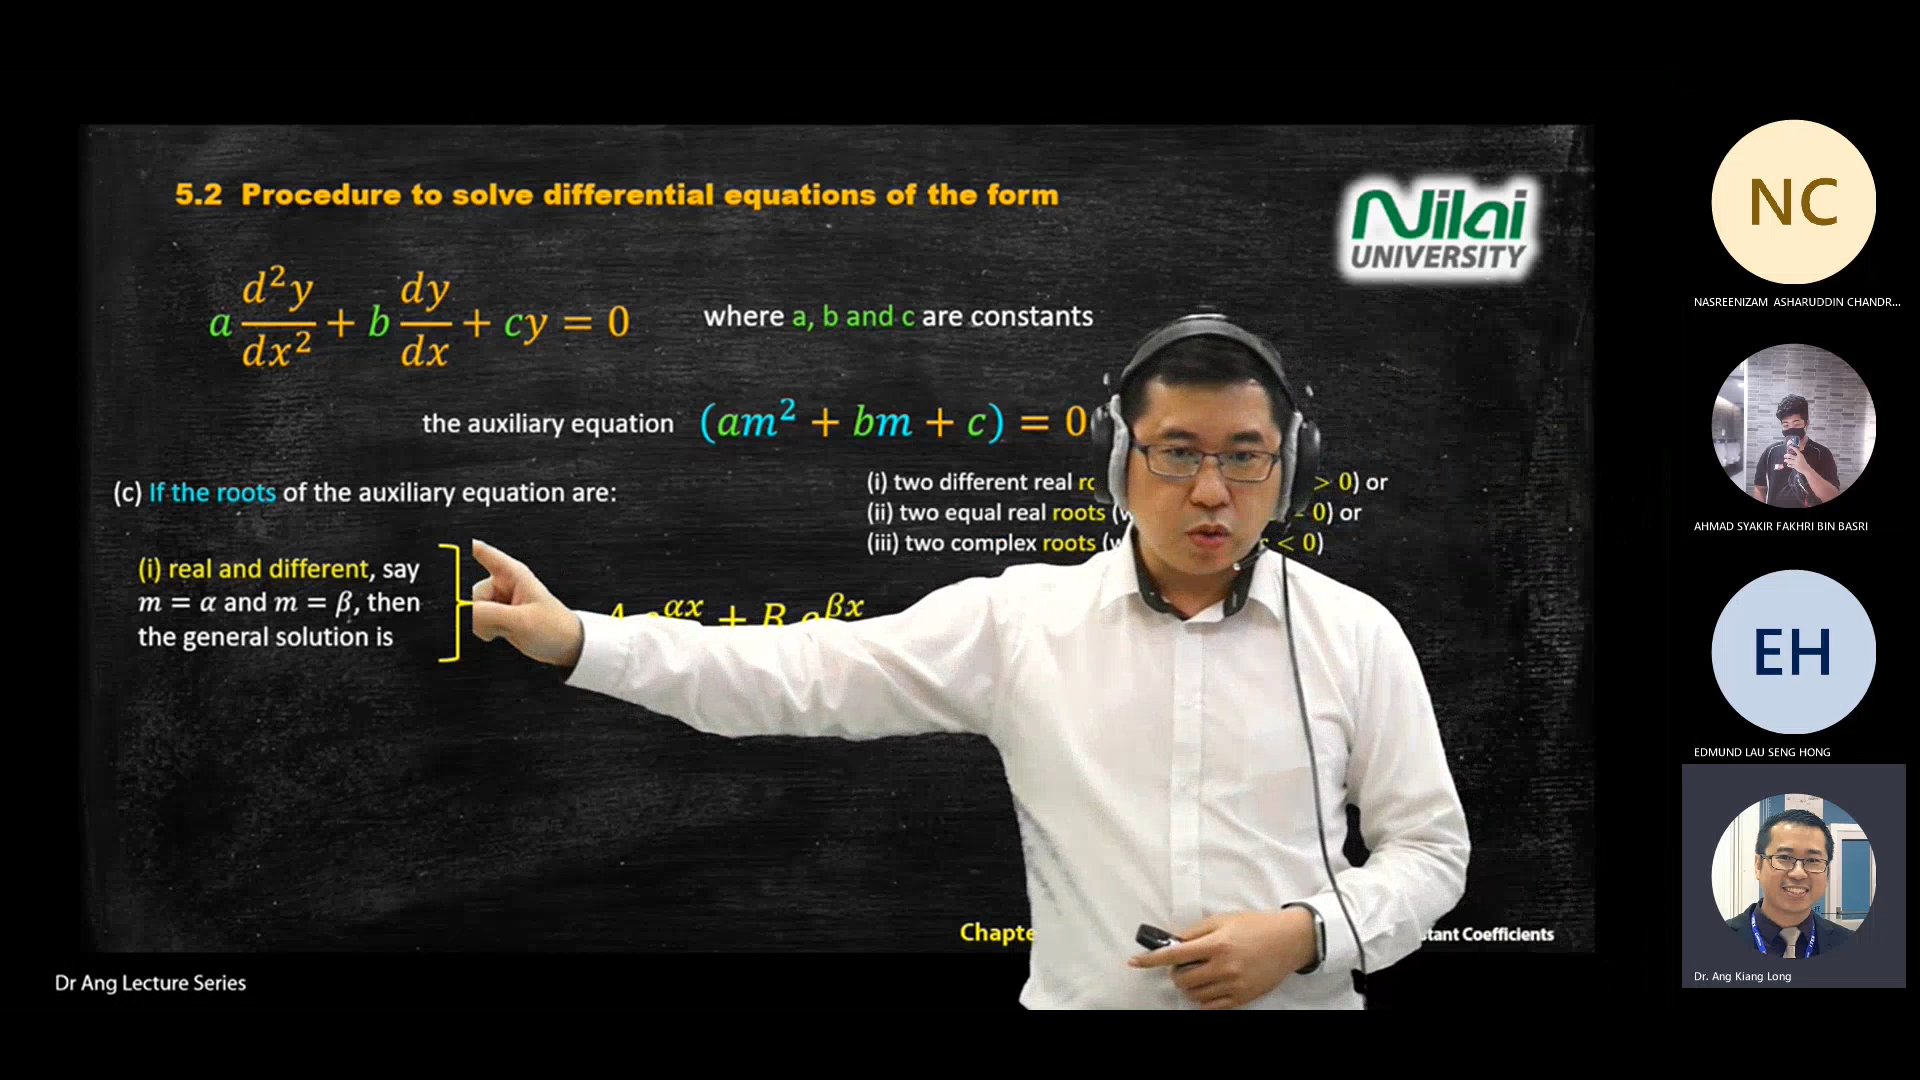 5.2 Procedure to solve differential equations of the form
Nilai
UNIVERSITY
a d²y/dx² + b dy/dx + cy = 0
where a, b and c are constants
the auxiliary equation (am² + bm + c) = 0
(c) If the roots of the auxiliary equation are:
(i) two different real > 0) or
(ii) two equal real roots 0) or
(iii) two complex roots < 0)
(i) real and different, say
m = α and m = β, then
the general solution is
αx + B βx
Coefficients
Dr Ang Lecture Series
NC
NASREENIZAM ASHARUDDIN CHANDR...
AHMAD SYAKIR FAKHRI BIN BASRI
EH
EDMUND LAU SENG HONG
Dr. Ang Kiang Long